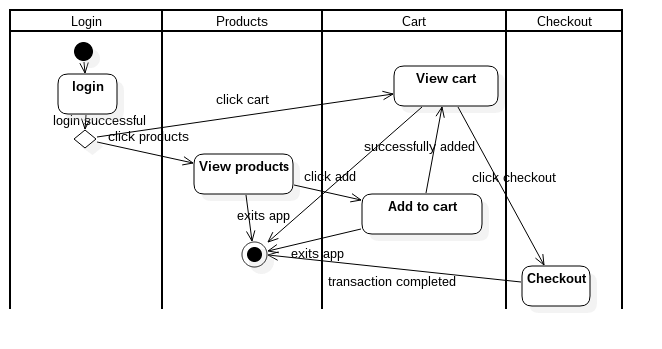 Login
Products
Cart
Checkout
login
View cart
click cart
login successful
click products
successfully added
View products
click add
click checkout
Add to cart
exits app
exits app
Checkout
transaction completed